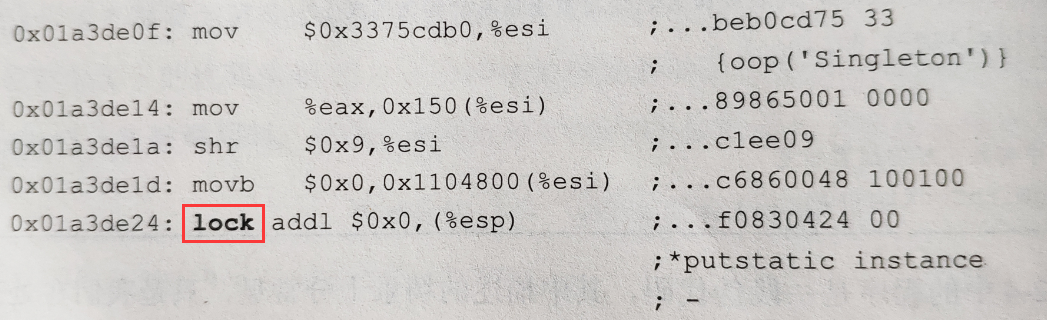 0x01a3de0f: mov $0x3375cdb0,%esi ;...beb0cd75 33
; {oop('Singleton')}
0x01a3de14: mov %eax,0x150(%esi) ;...89865001 0000
0x01a3de1a: shr $0x9,%esi ;...c1ee09
0x01a3de1d: movb $0x0,0x1104800(%esi) ;...c6860048 100100
0x01a3de24: lock addl $0x0,(%esp) ;...f0830424 00
;*putstatic instance
; -